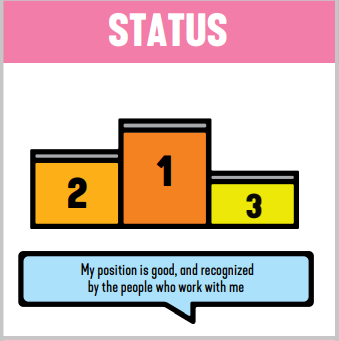 STATUS
1
2
3
My position is good, and recognized
by the people who work with me